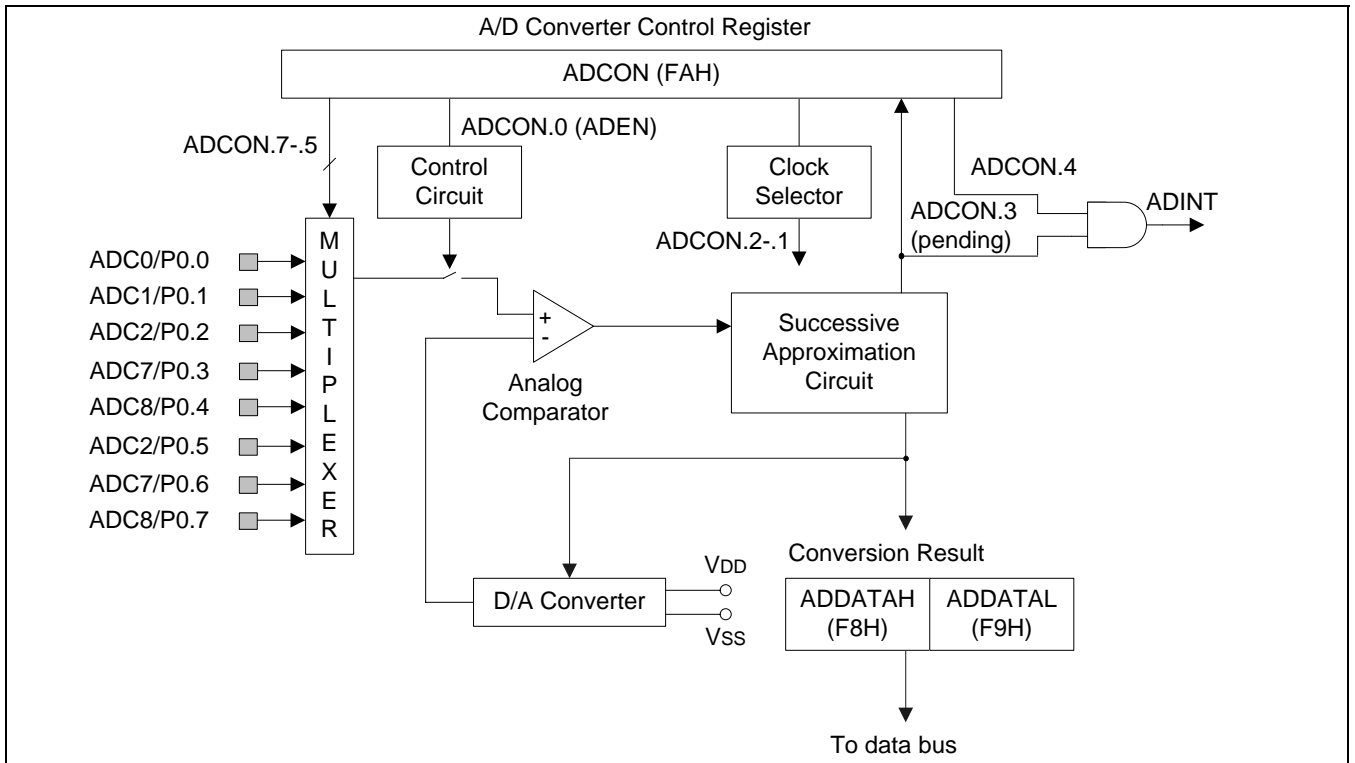 A/D Converter Control Register
ADCON (FAH)
ADCON.7-.5
ADCON.0 (ADEN)
Control
Circuit
Clock
Selector
ADCON.2-.1
ADCON.4
ADCON.3
(pending)
ADINT
MULTIPLEXER
ADC0/P0.0
ADC1/P0.1
ADC2/P0.2
ADC7/P0.3
ADC8/P0.4
ADC2/P0.5
ADC7/P0.6
ADC8/P0.7
+
-
Analog
Comparator
Successive
Approximation
Circuit
D/A Converter
VDD
VSS
Conversion Result
ADDATAH
(F8H)
ADDATAL
(F9H)
To data bus